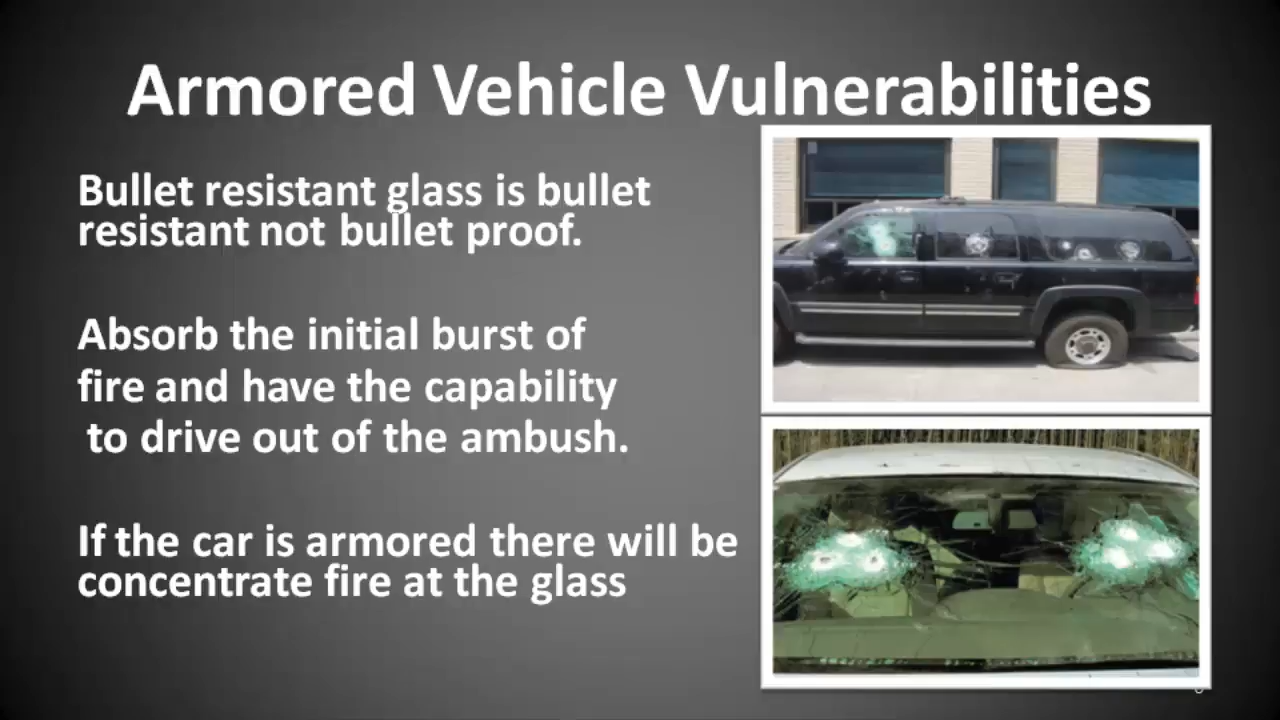 Armored Vehicle Vulnerabilities
Bullet resistant glass is bullet
resistant not bullet proof.
Absorb the initial burst of
fire and have the capability
to drive out of the ambush.
If the car is armored there will be
concentrate fire at the glass